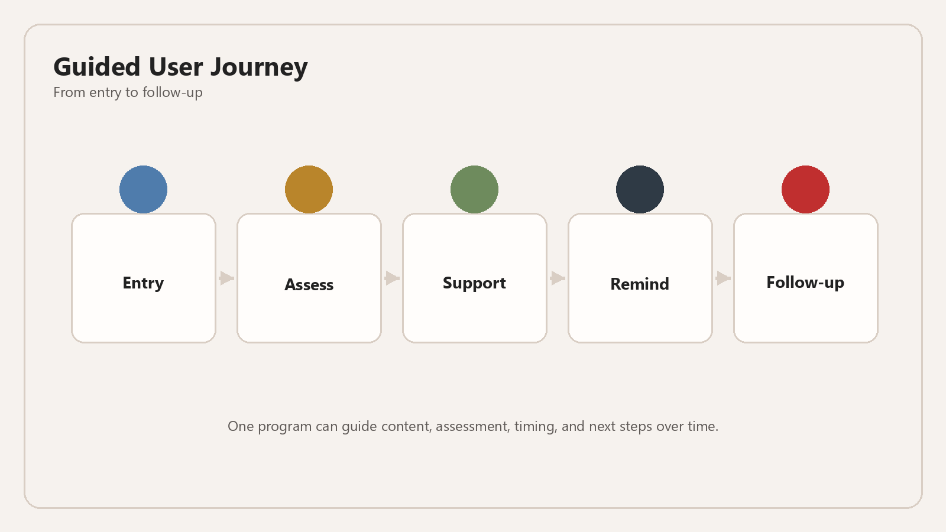 Guided User Journey
From entry to follow-up
Entry
Assess
Support
Remind
Follow-up
One program can guide content, assessment, timing, and next steps over time.